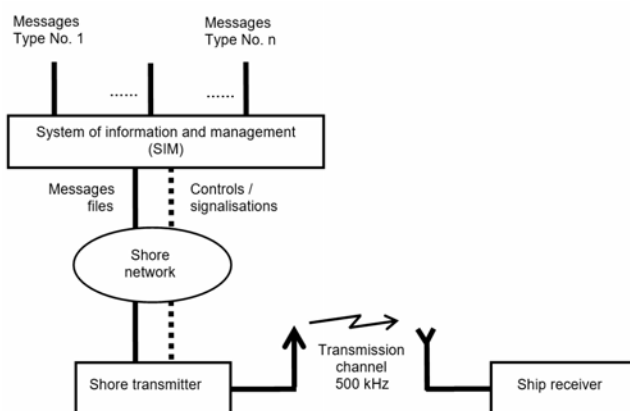 Messages
Type No. 1
Messages
Type No. n
......
......
System of information and management
(SIM)
Messages
files
Controls /
signalisations
Shore
network
Transmission
channel
500 kHz
Shore transmitter
Ship receiver